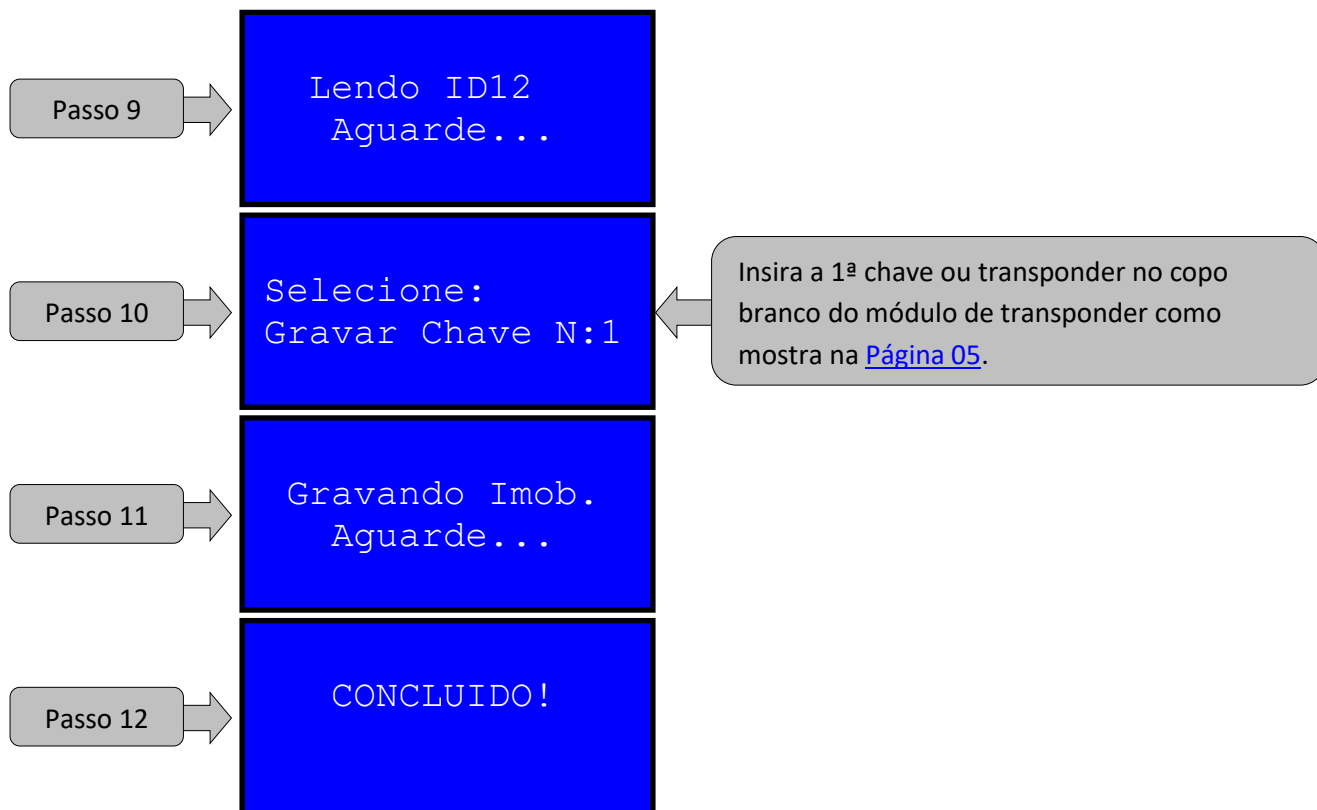 Passo 9
Lendo ID12
Aguarde...
Passo 10
Selecione:
Gravar Chave N:1
Insira a 1ª chave ou transponder no copo
branco do módulo de transponder como
mostra na Página 05.
Passo 11
Gravando Imob.
Aguarde...
Passo 12
CONCLUIDO!